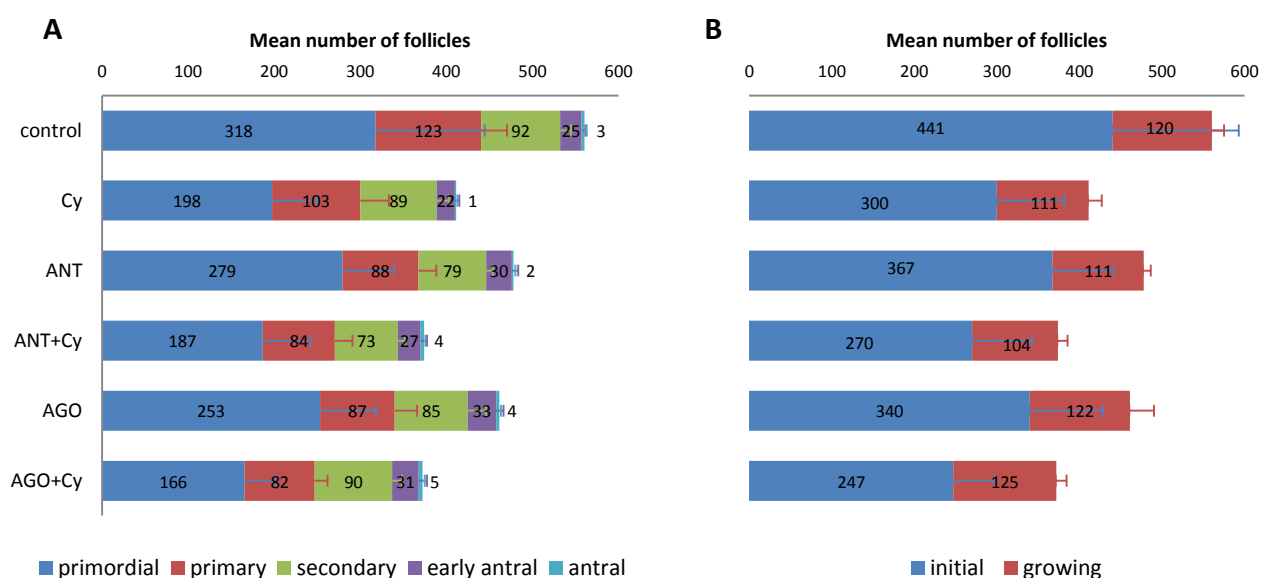 A
Mean number of follicles
0 100 200 300 400 500 600
control 318 123 92 25 3
Cy 198 103 89 22 1
ANT 279 88 79 30 2
ANT+Cy 187 84 73 27 4
AGO 253 87 85 33 4
AGO+Cy 166 82 90 31 5
primordial primary secondary early antral antral
B
Mean number of follicles
0 100 200 300 400 500 600
441 120
300 111
367 111
270 104
340 122
247 125
initial growing